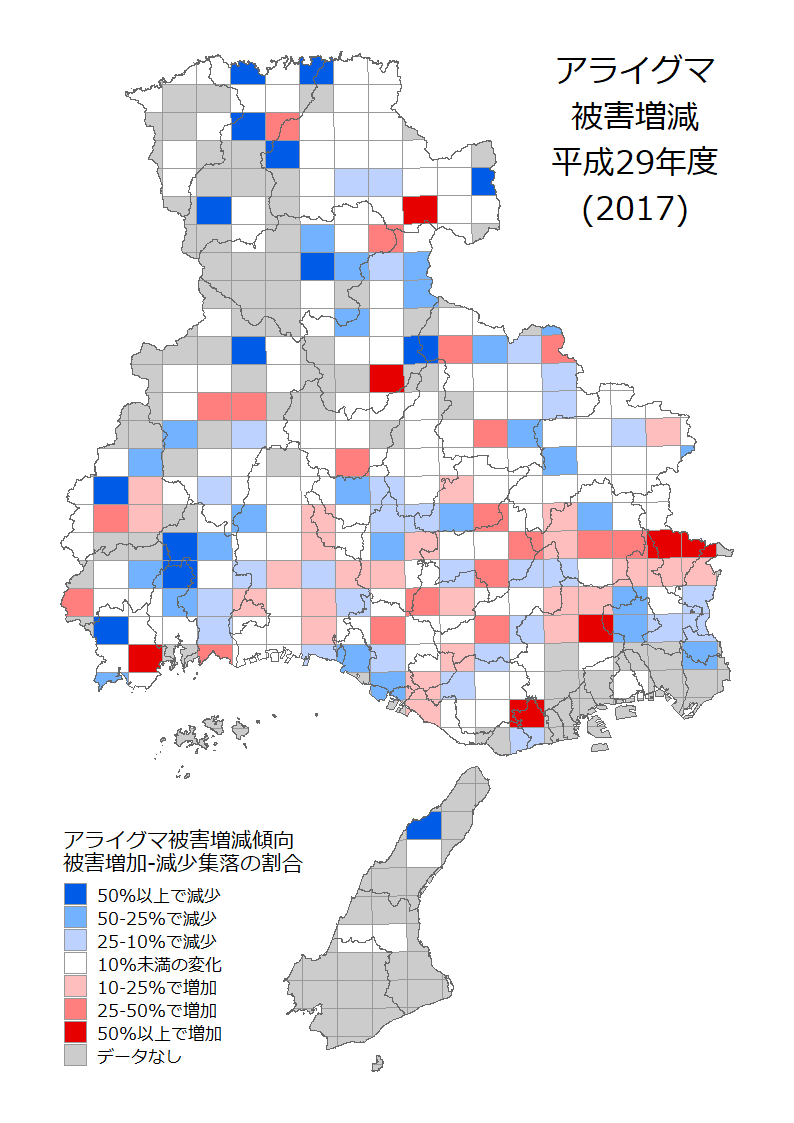 アライグマ
被害増減
平成29年度
(2017)
アライグマ被害増減傾向
被害増加-減少集落の割合
50%以上で減少
50-25%で減少
25-10%で減少
10%未満の変化
10-25%で増加
25-50%で増加
50%以上で増加
データなし